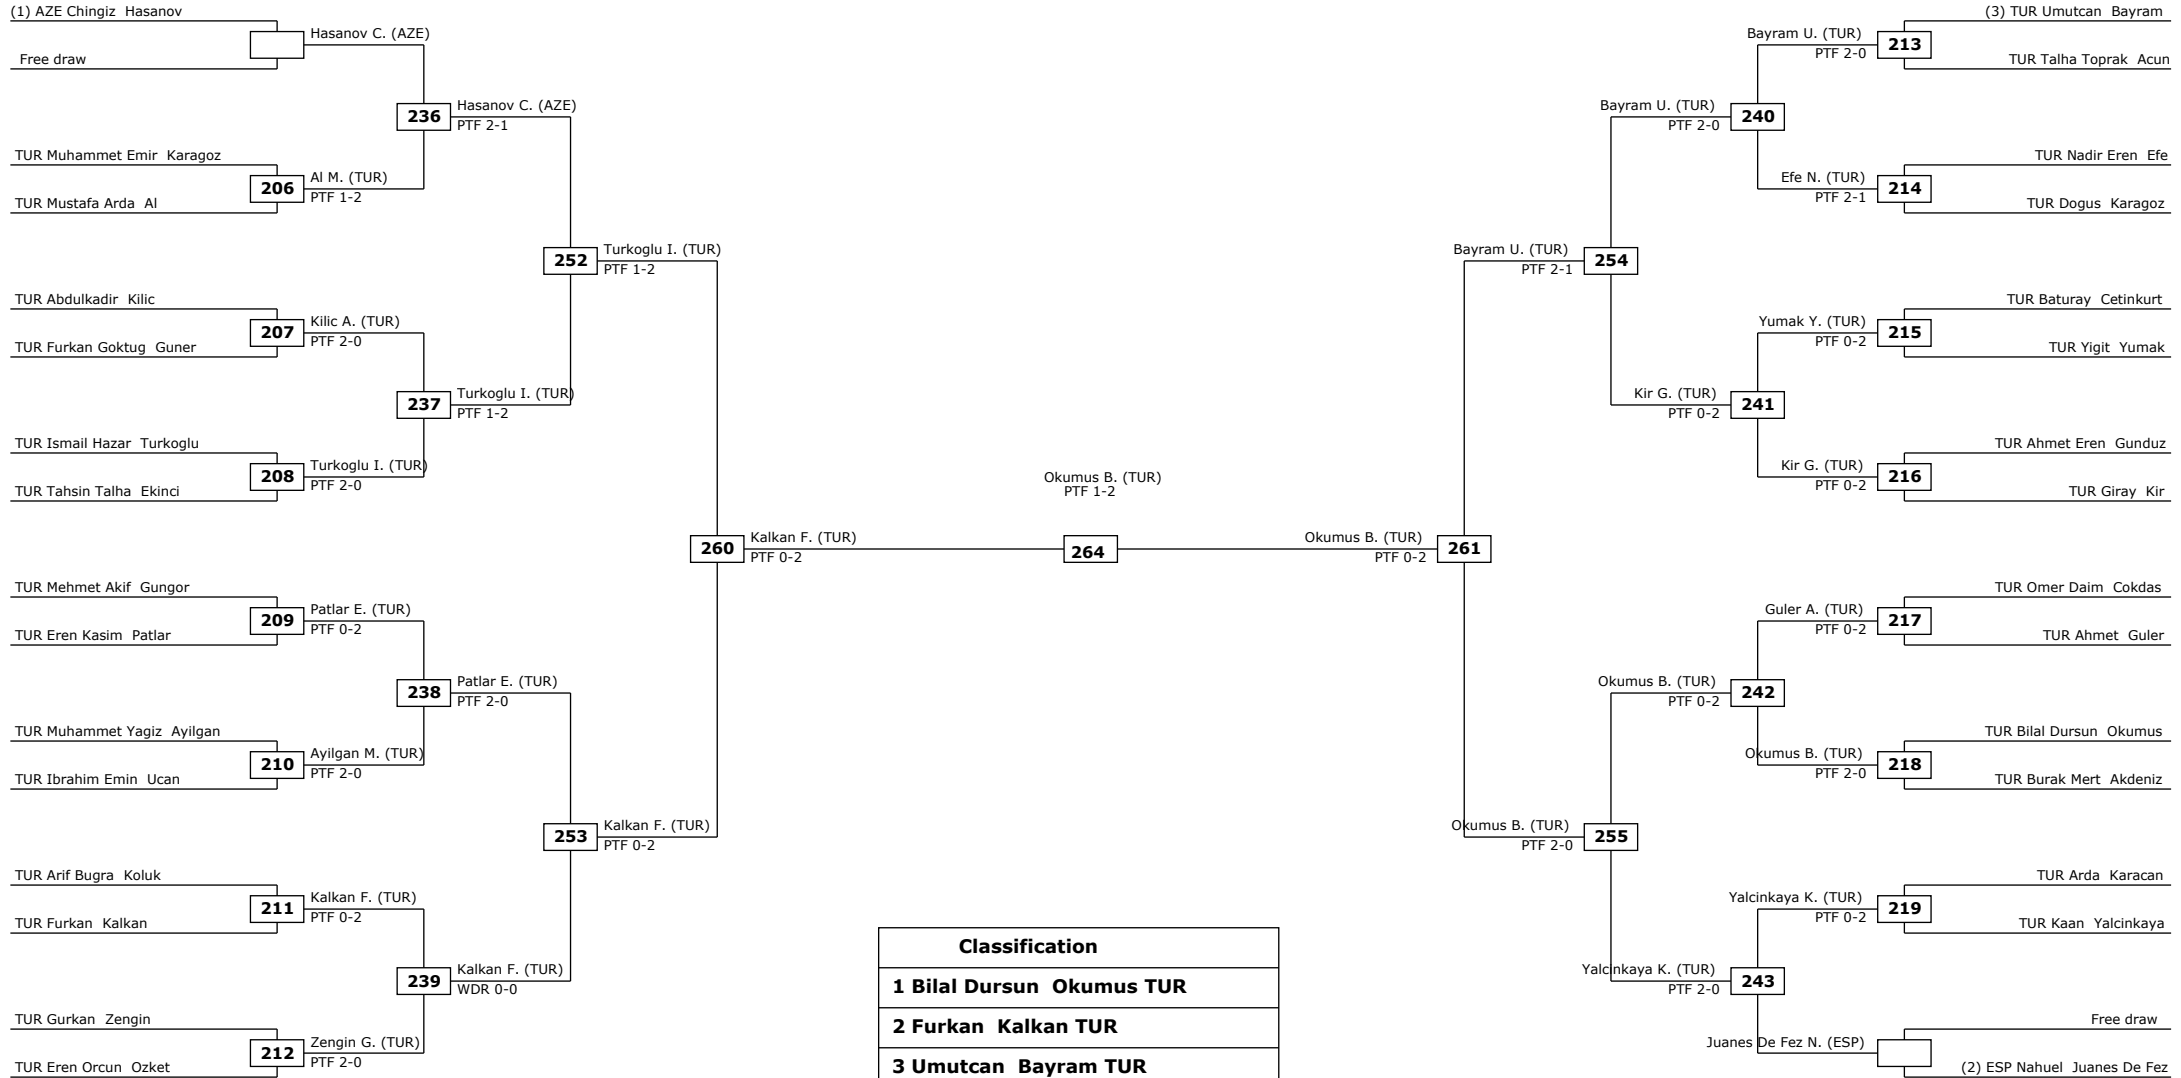 (1) AZE Chingiz Hasanov
Hasanov C. (AZE)
Free draw
236
Hasanov C. (AZE)
PTF 2-1
TUR Muhammet Emir Karagoz
206
Al M. (TUR)
PTF 1-2
TUR Mustafa Arda Al
252
Turkoglu I. (TUR)
PTF 1-2
TUR Abdulkadir Kilic
207
Kilic A. (TUR)
PTF 2-0
TUR Furkan Goktug Guner
237
Turkoglu I. (TUR)
PTF 1-2
TUR Ismail Hazar Turkoglu
208
Turkoglu I. (TUR)
PTF 2-0
TUR Tahsin Talha Ekinci
260
Kalkan F. (TUR)
PTF 0-2
TUR Mehmet Akif Gungor
209
Patlar E. (TUR)
PTF 0-2
TUR Eren Kasim Patlar
238
Patlar E. (TUR)
PTF 2-0
TUR Muhammet Yagiz Ayilgan
210
Ayilgan M. (TUR)
PTF 2-0
TUR Ibrahim Emin Ucan
253
Kalkan F. (TUR)
PTF 0-2
TUR Arif Bugra Koluk
211
Kalkan F. (TUR)
PTF 0-2
TUR Furkan Kalkan
239
Kalkan F. (TUR)
WDR 0-0
TUR Gurkan Zengin
212
Zengin G. (TUR)
PTF 2-0
TUR Eren Orcun Ozket
Okumus B. (TUR)
PTF 1-2
264
(3) TUR Umutcan Bayram
Bayram U. (TUR)
PTF 2-0
213
TUR Talha Toprak Acun
Bayram U. (TUR)
PTF 2-0
240
TUR Nadir Eren Efe
Efe N. (TUR)
PTF 2-1
214
TUR Dogus Karagoz
Bayram U. (TUR)
PTF 2-1
254
TUR Baturay Cetinkurt
Yumak Y. (TUR)
PTF 0-2
215
TUR Yigit Yumak
Kir G. (TUR)
PTF 0-2
241
TUR Ahmet Eren Gunduz
Kir G. (TUR)
PTF 0-2
216
TUR Giray Kir
Okumus B. (TUR)
PTF 0-2
261
TUR Omer Daim Cokdas
Guler A. (TUR)
PTF 0-2
217
TUR Ahmet Guler
Okumus B. (TUR)
PTF 0-2
242
TUR Bilal Dursun Okumus
Okumus B. (TUR)
PTF 2-0
218
TUR Burak Mert Akdeniz
Okumus B. (TUR)
PTF 2-0
255
TUR Arda Karacan
Yalcinkaya K. (TUR)
PTF 0-2
219
TUR Kaan Yalcinkaya
Yalcinkaya K. (TUR)
PTF 2-0
243
Free draw
Juanes De Fez N. (ESP)
(2) ESP Nahuel Juanes De Fez
Classification
1 Bilal Dursun Okumus TUR
2 Furkan Kalkan TUR
3 Umutcan Bayram TUR